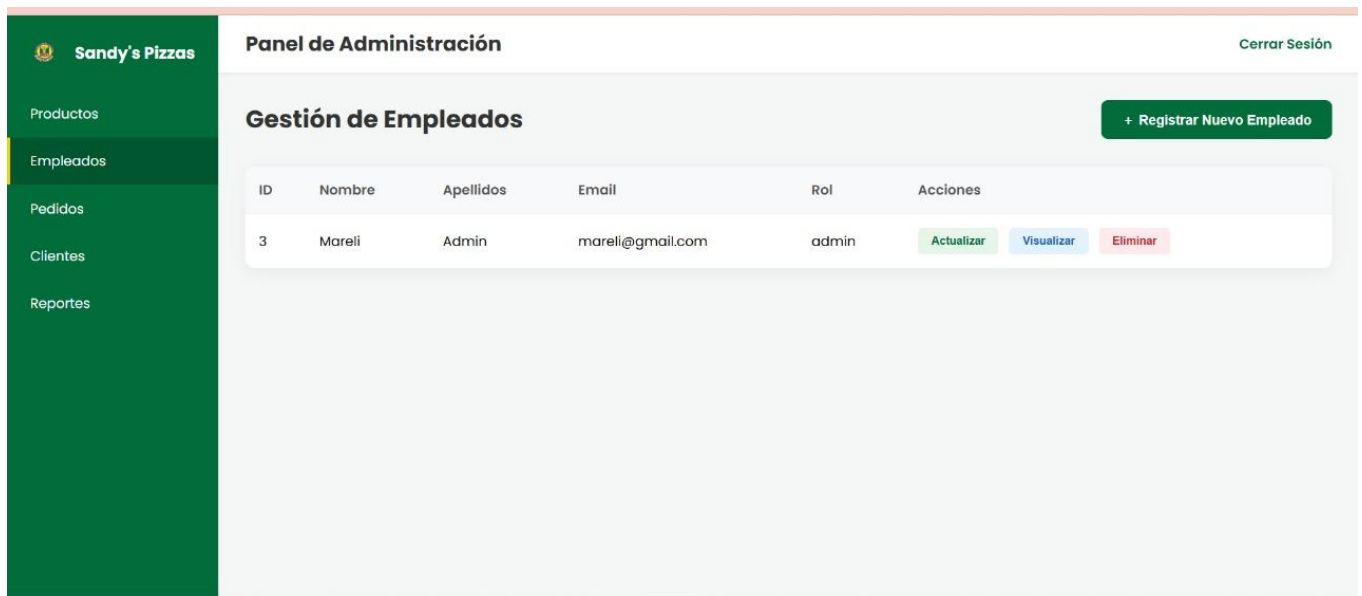 Sandy's Pizzas
Productos
Empleados
Pedidos
Clientes
Reportes
Panel de Administración
Cerrar Sesión
Gestión de Empleados
+ Registrar Nuevo Empleado
ID Nombre Apellidos Email Rol Acciones
3 Mareli Admin mareli@gmail.com admin Actualizar Visualizar Eliminar